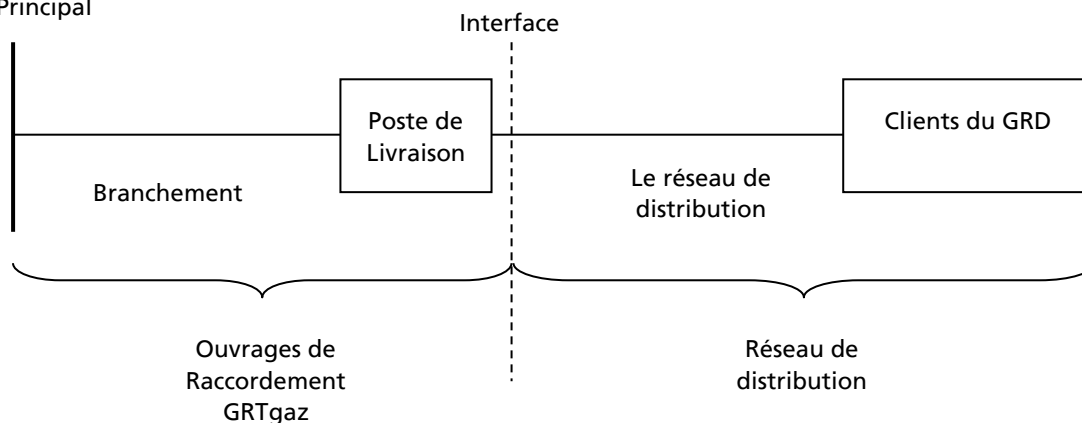 Principal
Interface
Poste de
Livraison
Clients du GRD
Branchement
Le réseau de
distribution
Ouvrages de
Raccordement
GRTgaz
Réseau de
distribution